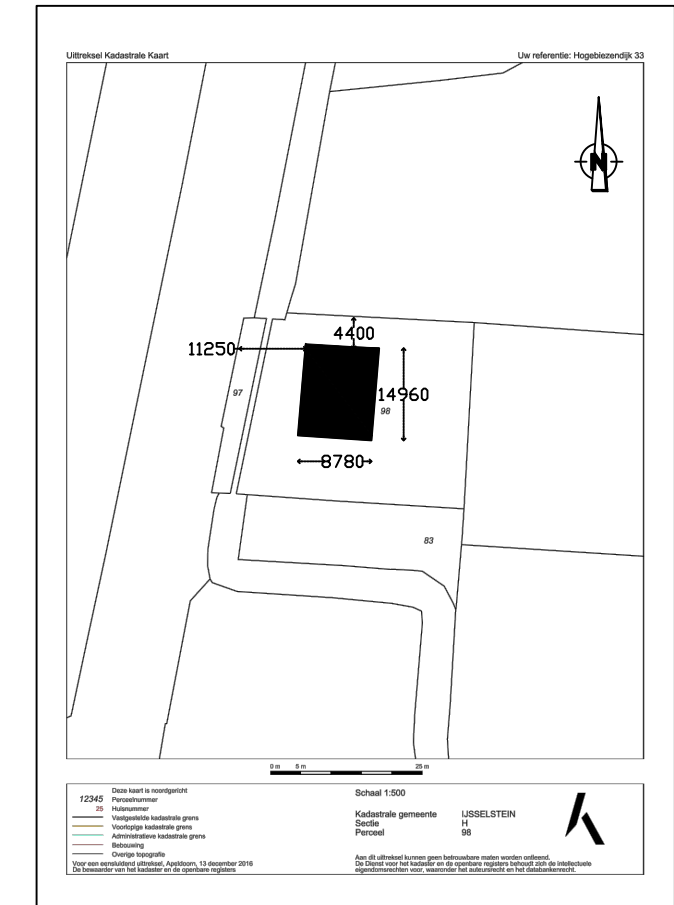 Uittreksel Kadastrale Kaart
Uw referentie: Hogebiezendijk 33
N
4400
11250
97
14960
98
8780
83
0 m 5 m 25 m
Deze kaart is noordgericht
12345 Perceelnummer
25 Huisnummer
Vastgestelde kadastrale grens
Voorlopige kadastrale grens
Administratieve kadastrale grens
Bebouwing
Overige topografie
Voor een eensluidend uittreksel, Apeldoorn, 13 december 2016
De bewaarder van het kadaster en de openbare registers
Schaal 1:500
Kadastrale gemeente IJSSELSTEIN
Sectie H
Perceel 98
Aan dit uittreksel kunnen geen betrouwbare maten worden ontleend.
De Dienst voor het kadaster en de openbare registers behoudt zich de intellectuele
eigendomsrechten voor, waaronder het auteursrecht en het databankenrecht.